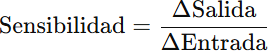 Sensibilidad = ΔSalida / ΔEntrada